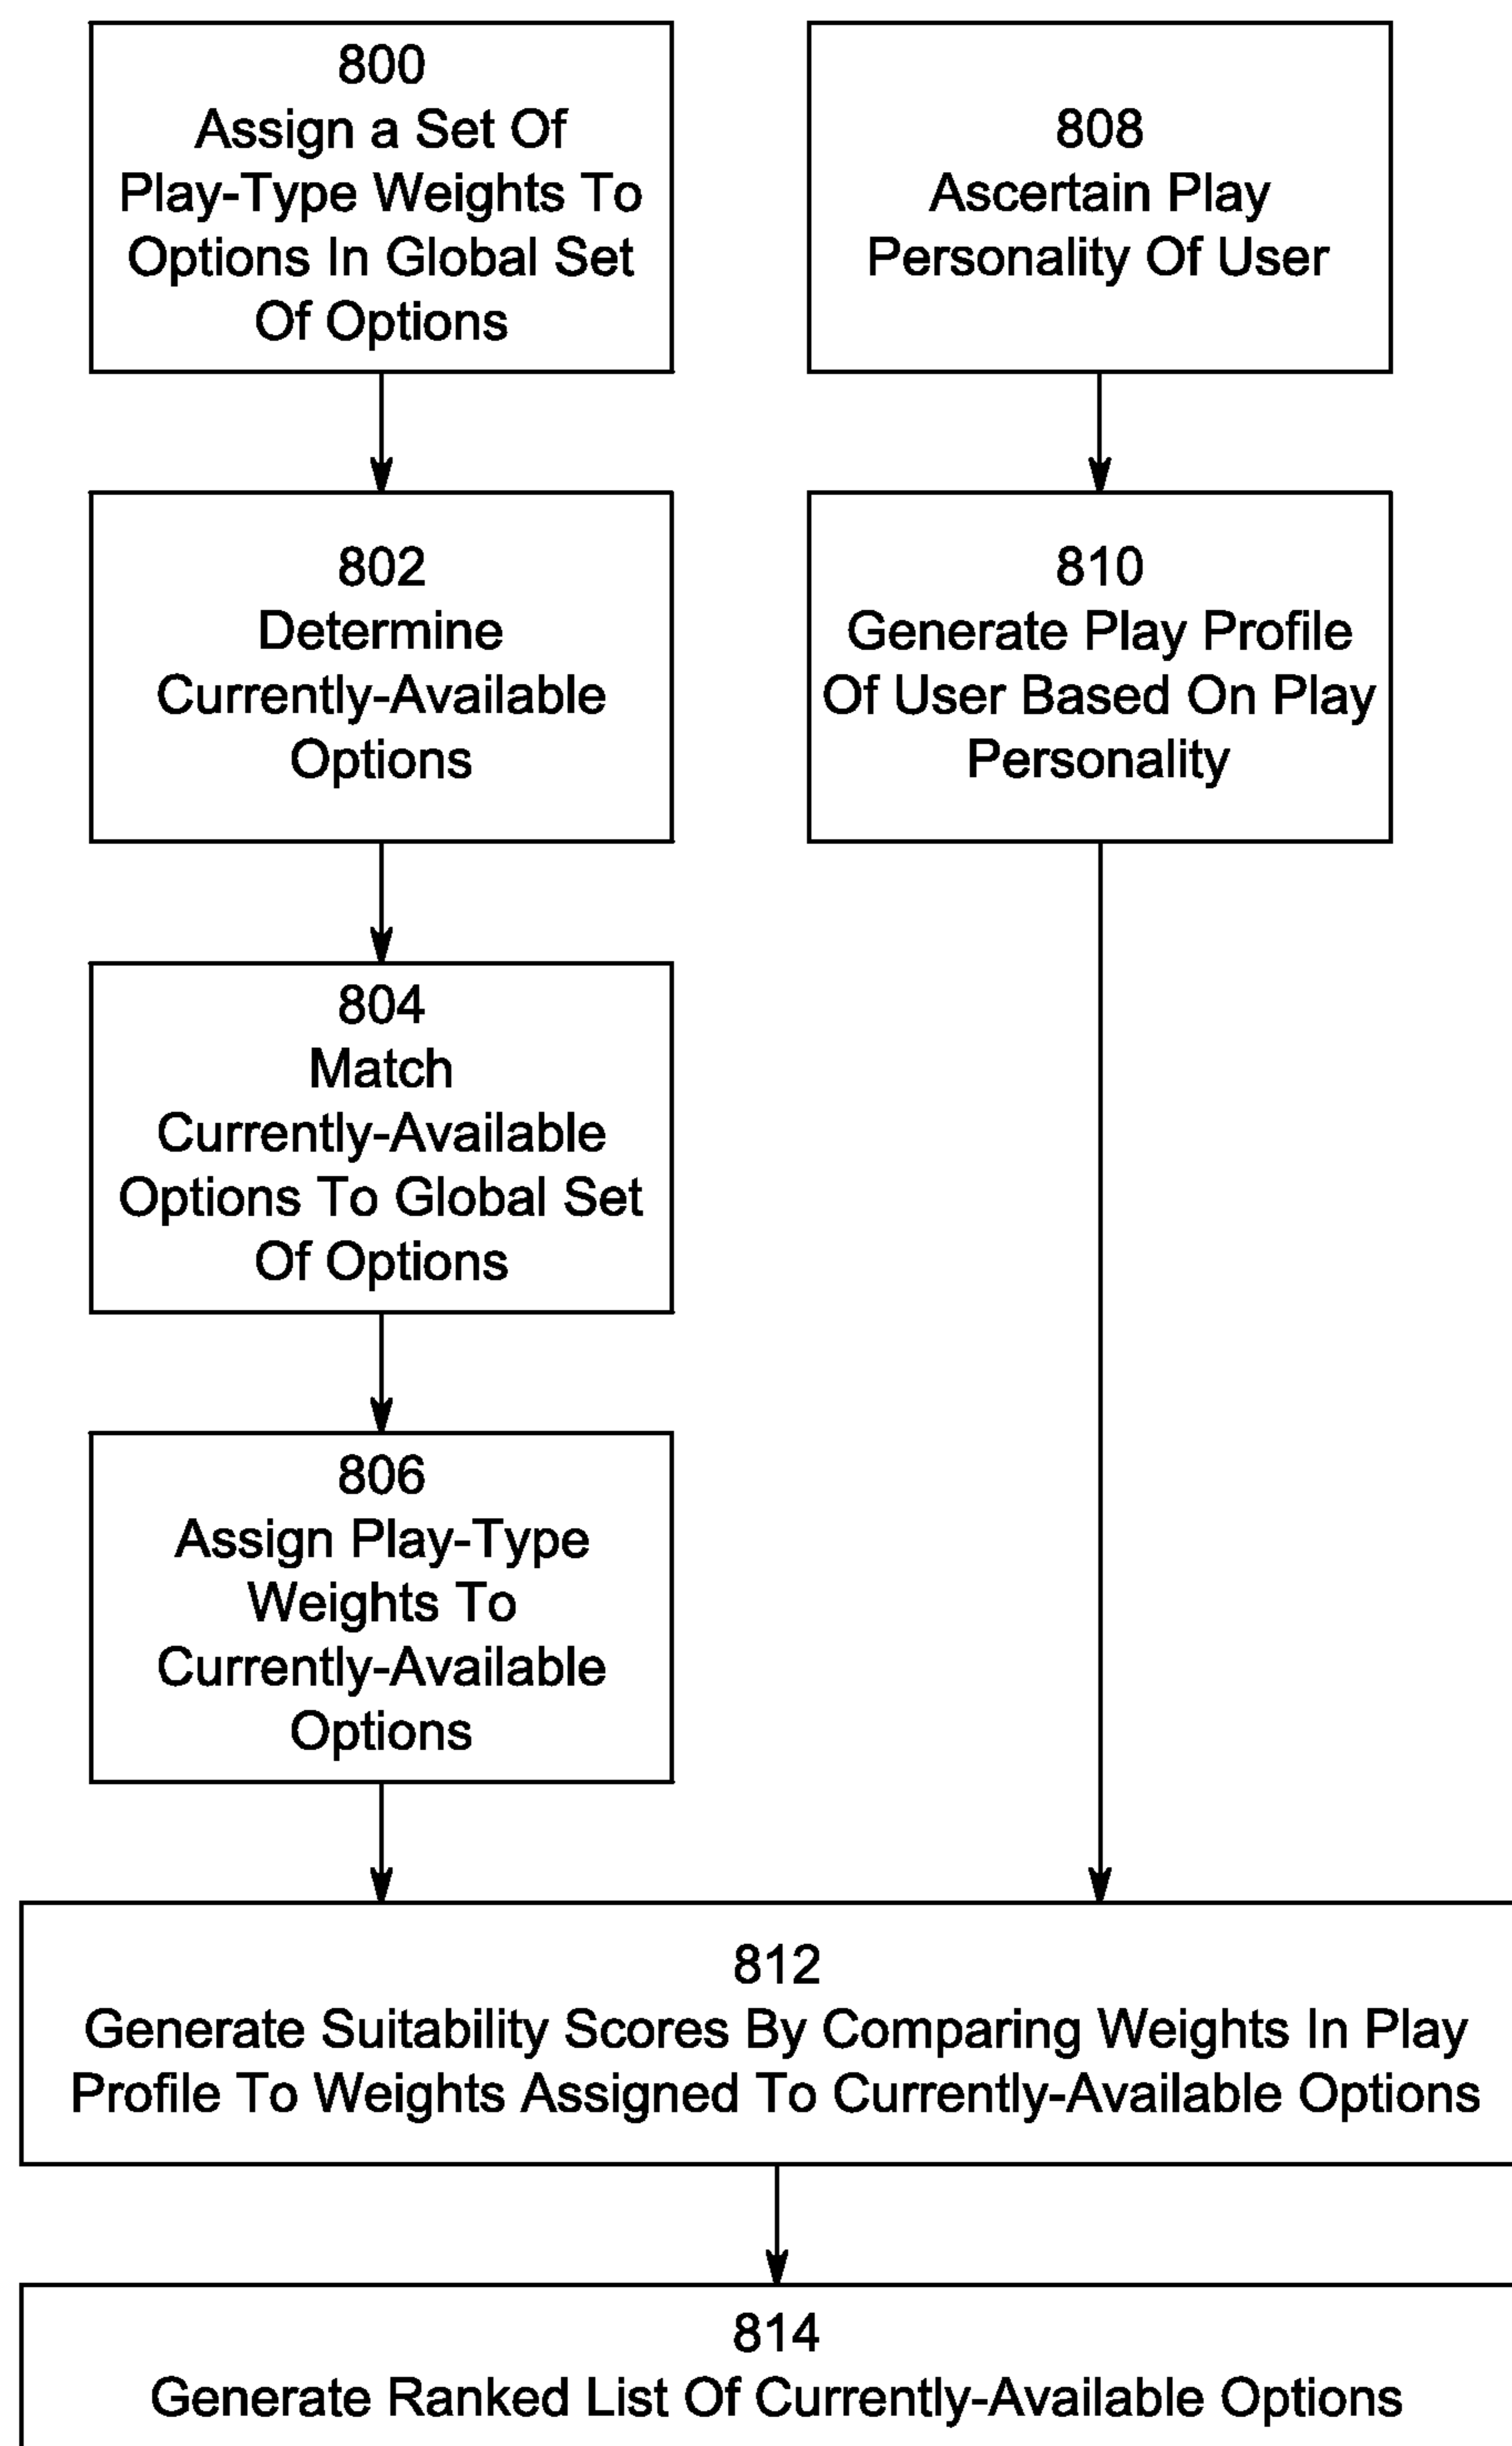 800
Assign a Set Of
Play-Type Weights To
Options In Global Set
Of Options
808
Ascertain Play
Personality Of User
802
Determine
Currently-Available
Options
810
Generate Play Profile
Of User Based On Play
Personality
804
Match
Currently-Available
Options To Global Set
Of Options
806
Assign Play-Type
Weights To
Currently-Available
Options
812
Generate Suitability Scores By Comparing Weights In Play
Profile To Weights Assigned To Currently-Available Options
814
Generate Ranked List Of Currently-Available Options